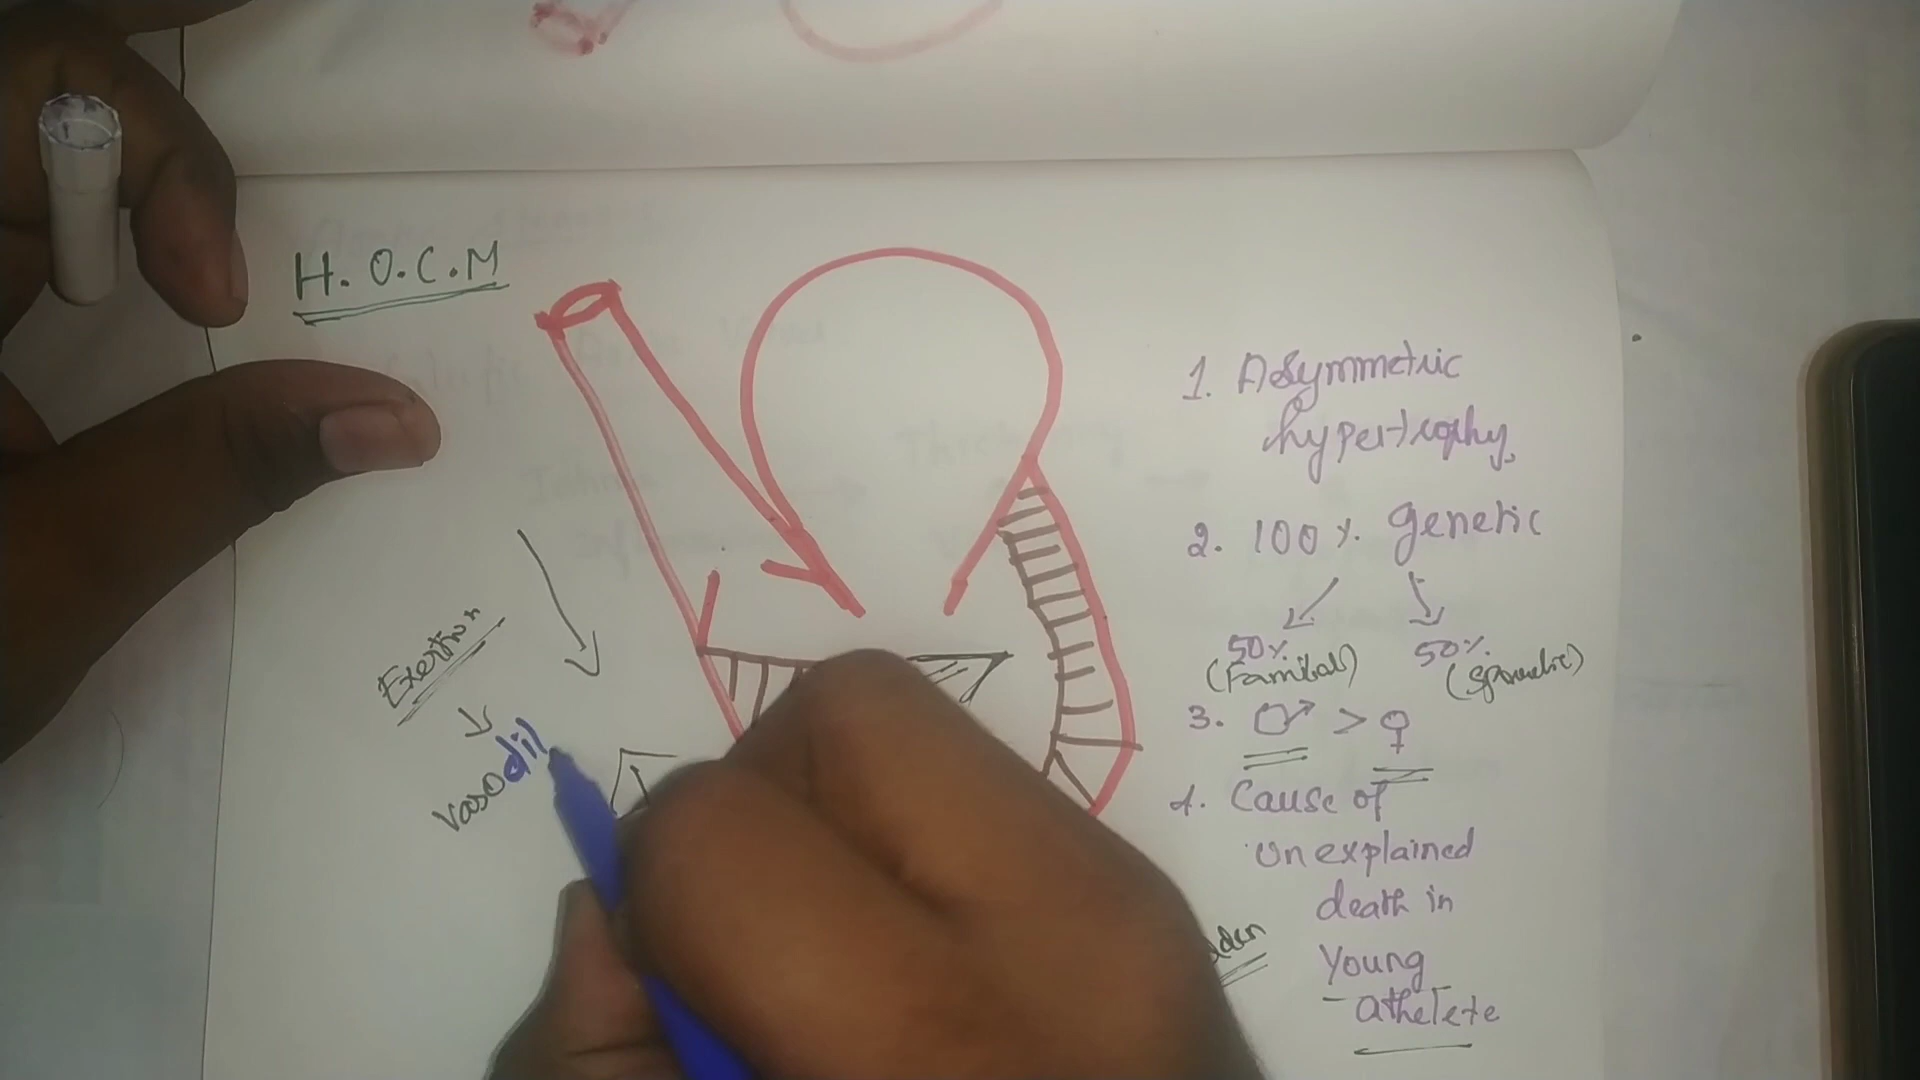 H.O.C.M
Exertion
Vasodil
1. Asymmetric
hypertrophy
2. 100%. Genetic
50%. 50%.
(Familial) (Sporadic)
3. ♂ > ♀
4. Cause of
unexplained
death in
Young
athelete